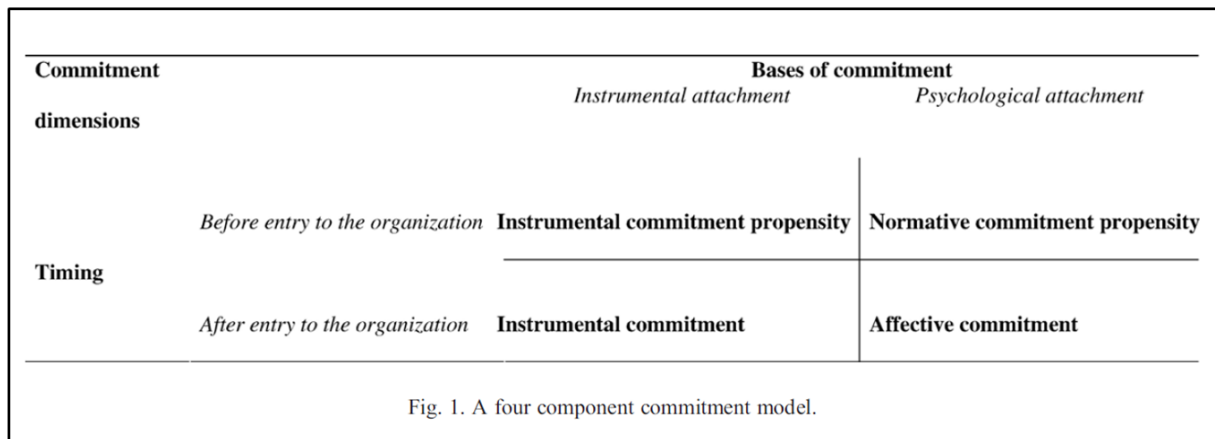 Commitment Bases of commitment
Instrumental attachment Psychological attachment
dimensions
Before entry to the organization Instrumental commitment propensity Normative commitment propensity
Timing
After entry to the organization Instrumental commitment Affective commitment
Fig. 1. A four component commitment model.